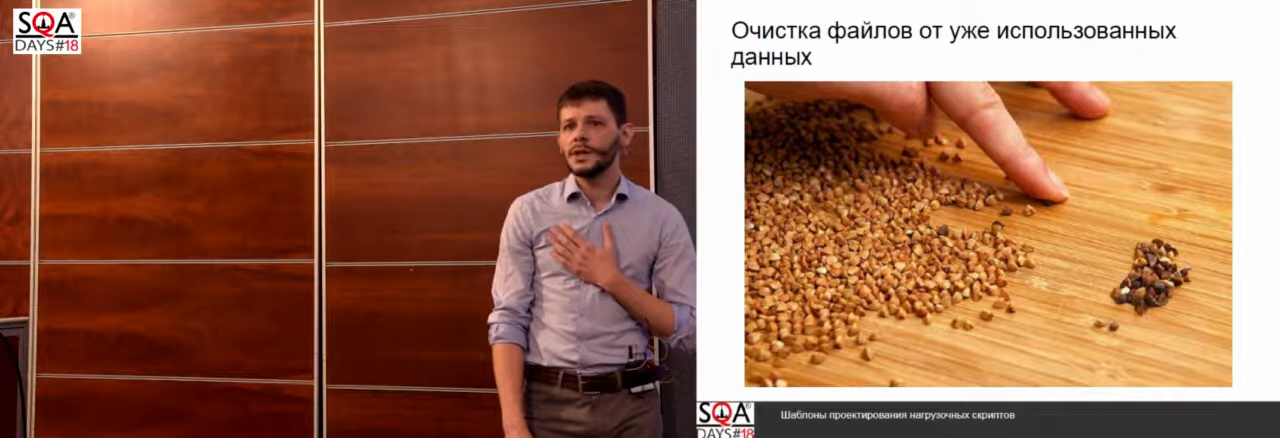 SQA®
DAYS#18
Очистка файлов от уже использованных
данных
SQA®
DAYS#18
Шаблоны проектирования нагрузочных скриптов